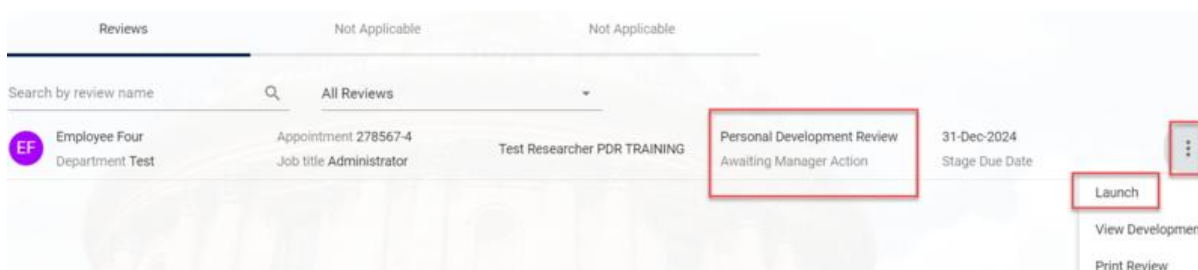 Reviews
Not Applicable
Not Applicable
Search by review name
All Reviews
EF
Employee Four
Department Test
Appointment 278567-4
Job title Administrator
Test Researcher PDR TRAINING
Personal Development Review
Awaiting Manager Action
31-Dec-2024
Stage Due Date
Launch
View Developmen
Print Review